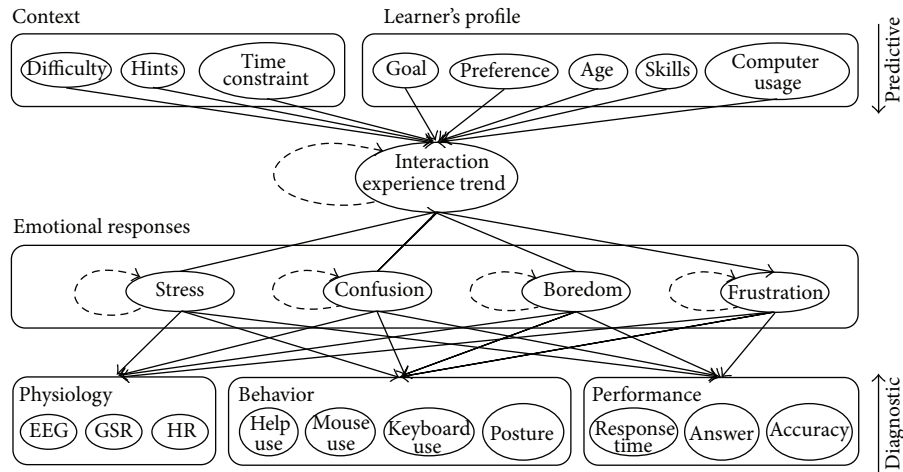 Context
Learner's profile
Difficulty
Hints
Time
constraint
Goal
Preference
Age
Skills
Computer
usage
Predictive
Interaction
experience trend
Emotional responses
Stress
Confusion
Boredom
Frustration
Physiology
EEG
GSR
HR
Behavior
Help
use
Mouse
use
Keyboard
use
Posture
Performance
Response
time
Answer
Accuracy
Diagnostic